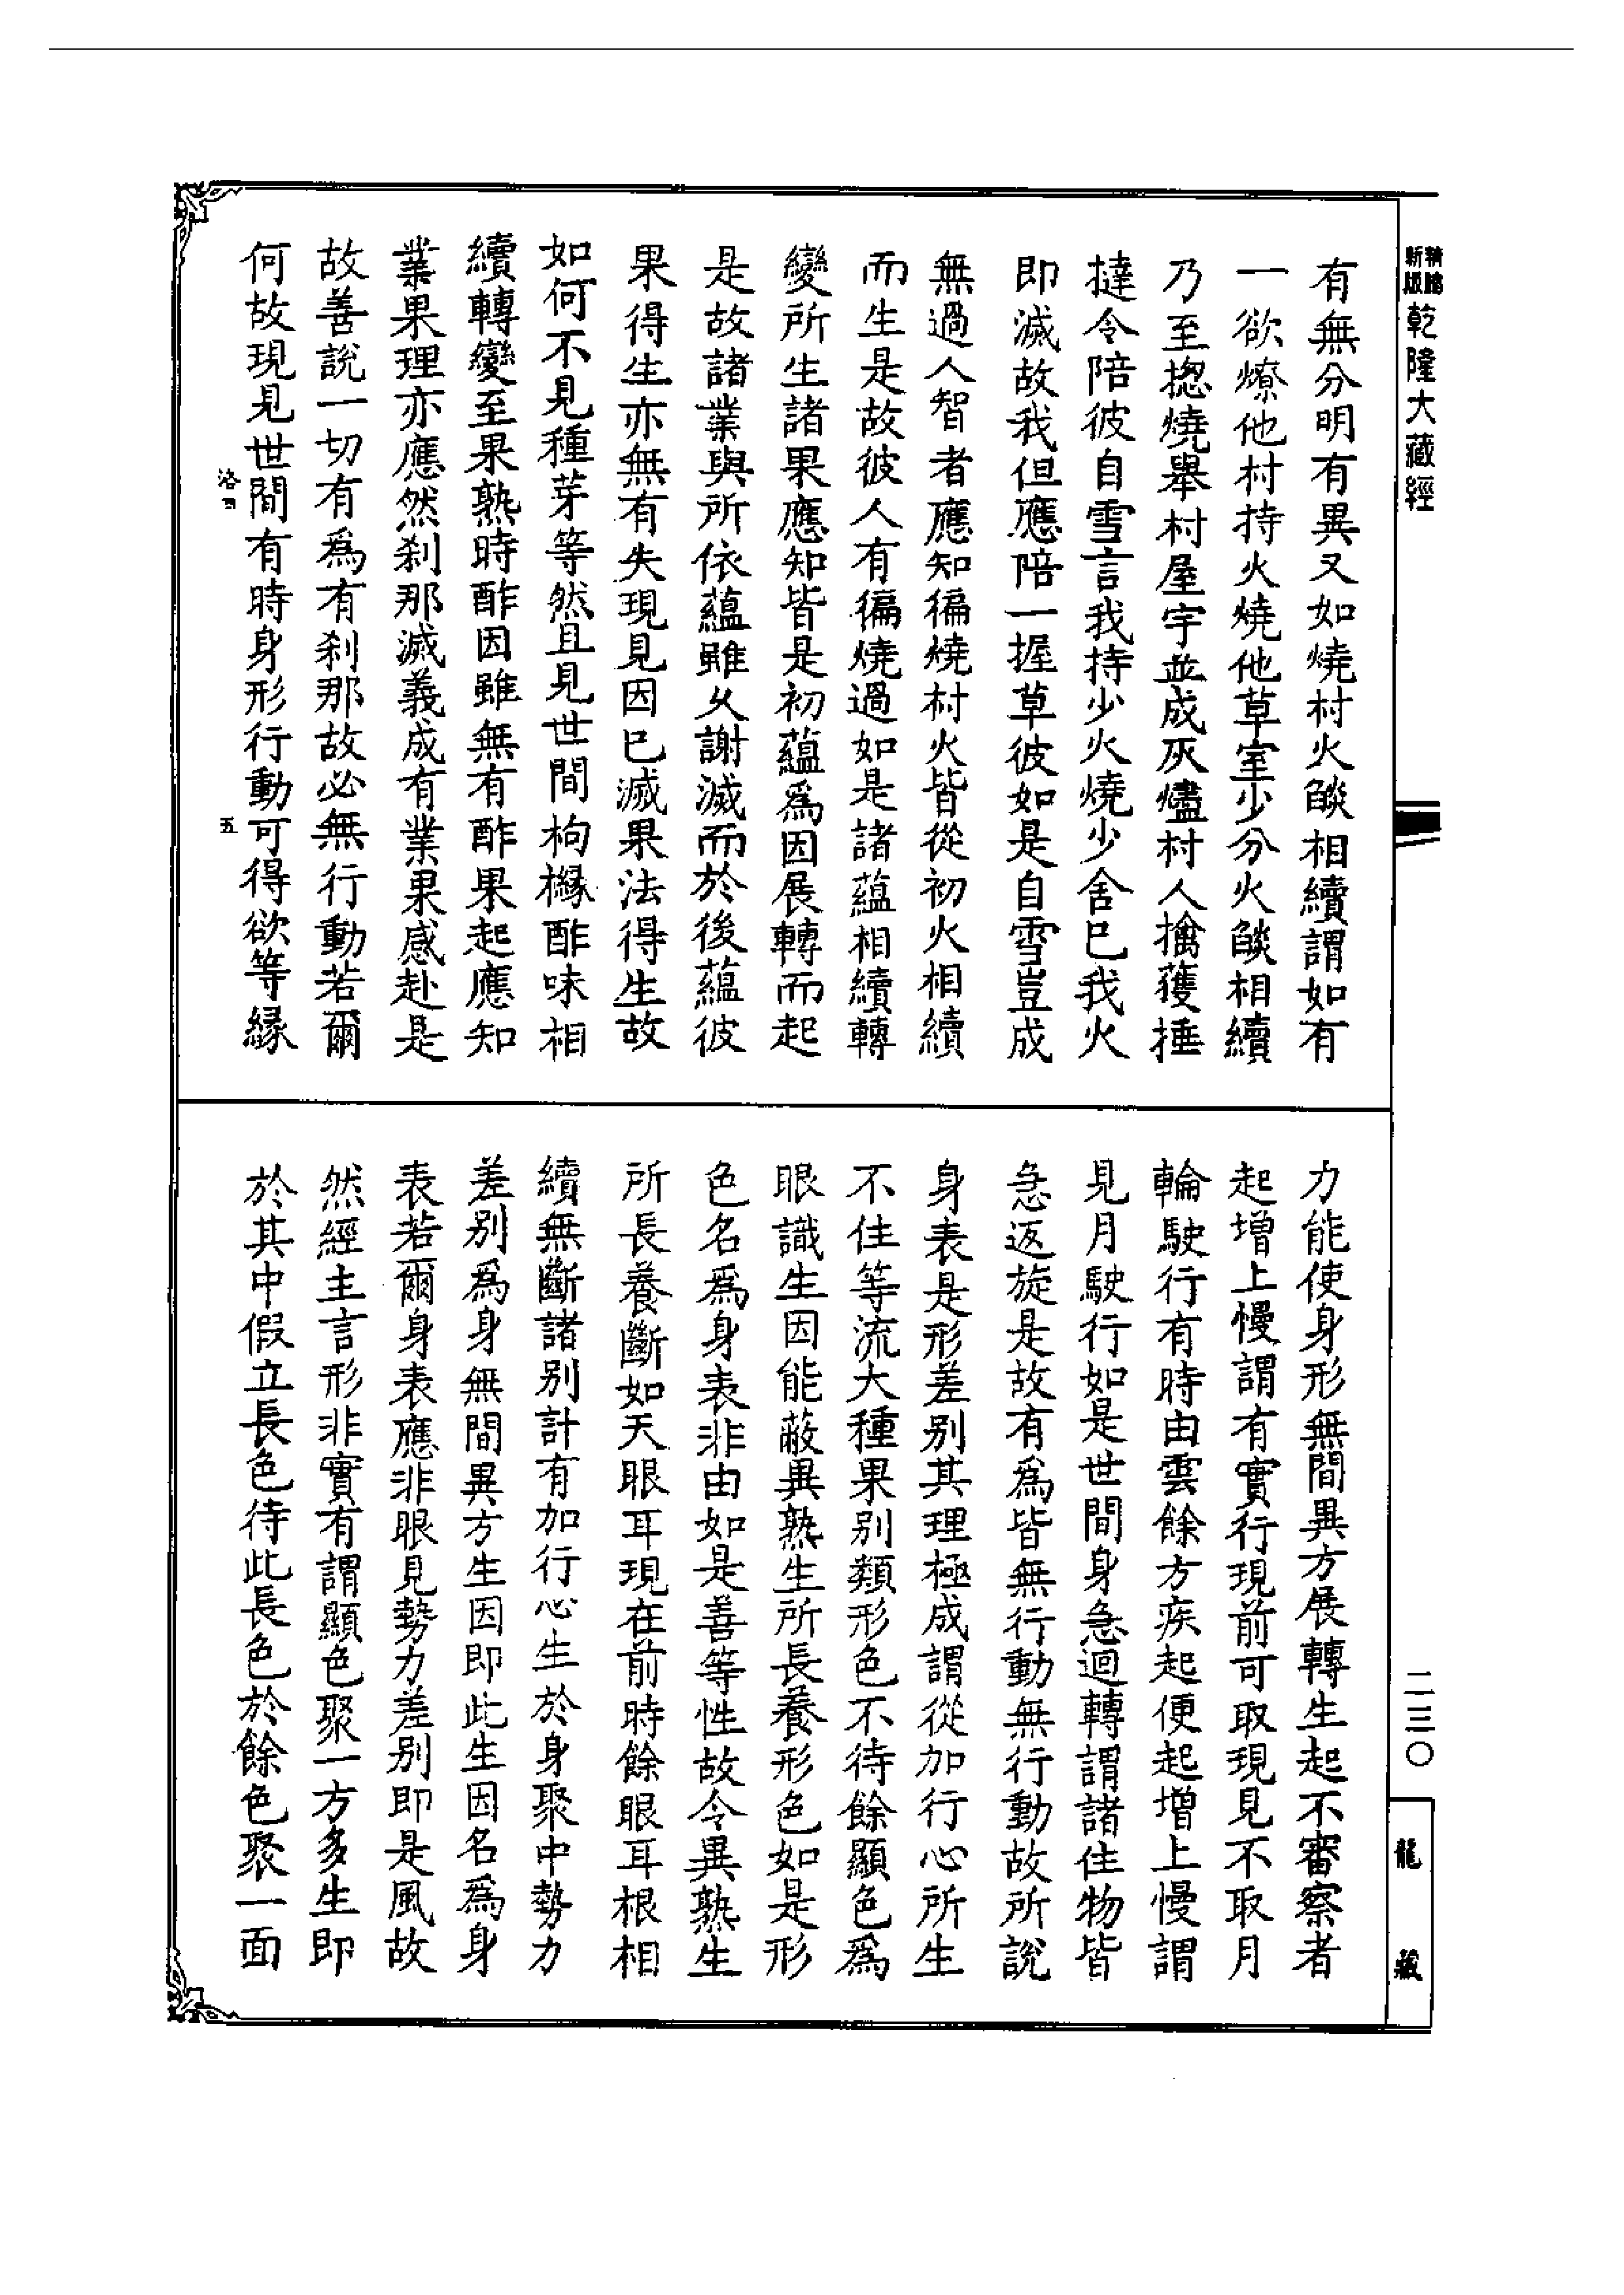 新版
精縮
乾隆大藏經
有無分明有異又如燒村火燄相續謂如有
一欲燎他村持火燒他草室少分火燄相續
乃至揔燒舉村屋宇並成灰燼村人擒獲捶
撻令陪彼自雪言我持少火燒少舍已我火
即滅故我但應陪一握草彼如是自雪豈成
無過人智者應知徧燒村火皆從初火相續
而生是故彼人有徧燒過如是諸蘊相續轉
變所生諸果應知皆是初蘊爲因展轉而起
是故諸業與所依蘊雖久謝滅而於後蘊彼
果得生亦無有失現見因已滅果法得生故
如何不見種芽等然且見世間枸櫞酢味相
續轉變至果熟時酢因雖無有酢果起應知
業果理亦應然刹那滅義成有業果感赴是
故善說一切有爲有刹那故必無行動若爾
何故現見世間有時身形行動可得欲等緣
洛四
五
力能使身形無間異方展轉生起不審察者
起增上慢謂有實行現前可取現見不取月
輪駛行有時由雲餘方疾起便起增上慢謂
見月駛行如是世間身急迴轉謂諸住物皆
急返旋是故有爲皆無行動無行動故所說
身表是形差別其理極成謂從加行心所生
不住等流大種果別類形色不待餘顯色爲
眼識生因能蔽異熟生所長養形色如是形
色名爲身表非由如是善等性故令異熟生
所長養斷如天眼耳現在前時餘眼耳根相
續無斷諸別計有加行心生於身聚中勢力
差別爲身無間異方生因即此生因名爲身
表若爾身表應非眼見勢力差別即是風故
然經主言形非實有謂顯色聚一方多生即
於其中假立長色待此長色於餘色聚一面
二三〇
龍藏